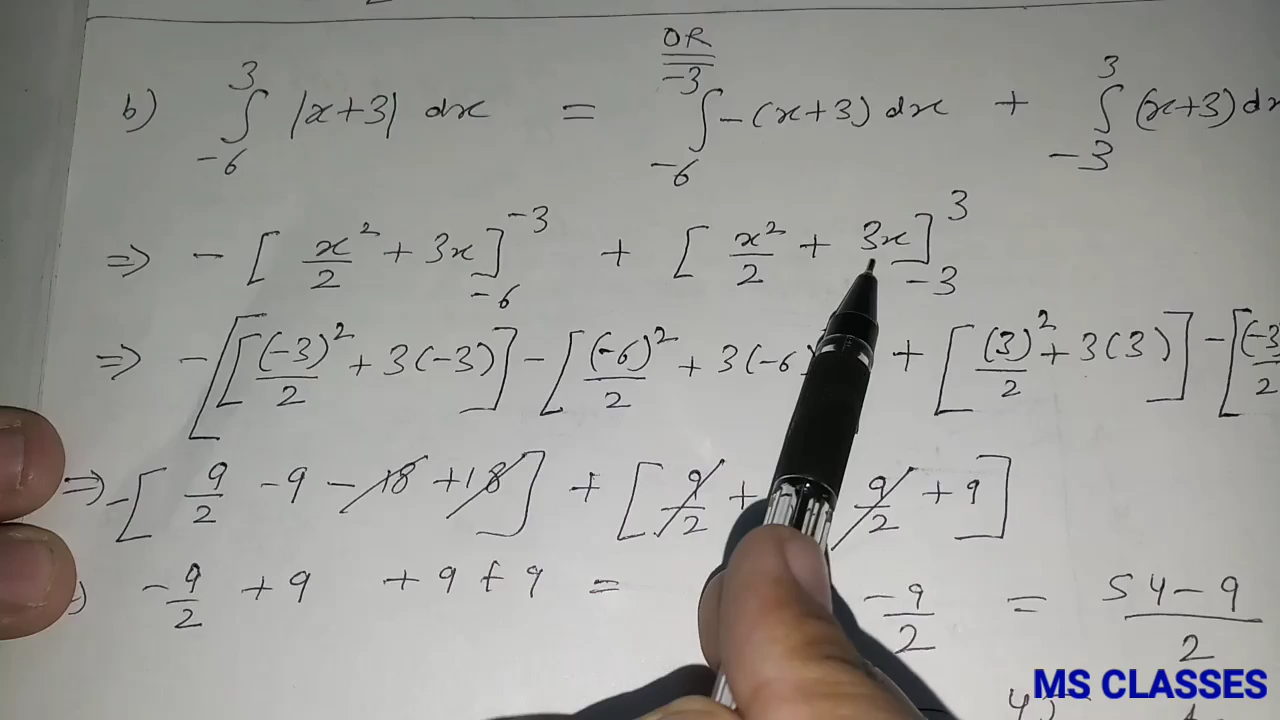 OR
b) ∫_{-6}^{3} |x+3| dx = ∫_{-6}^{-3} -(x+3) dx + ∫_{-3}^{3} (x+3) dx
⇒ - [ x²/2 + 3x ]_{-6}^{-3} + [ x²/2 + 3x ]_{-3}^{3}
⇒ - [ [ (-3)²/2 + 3(-3) ] - [ (-6)²/2 + 3(-6) + [ (3)²/2 + 3(3) ] - [ (-3)/2
⇒ - [ 9/2 - 9 - 18 + 18 ] + [ 9/2 + 9/2 + 9 ]
⇒ -9/2 + 9 + 9 + 9 = -9/2 = 54-9/2
MS CLASSES